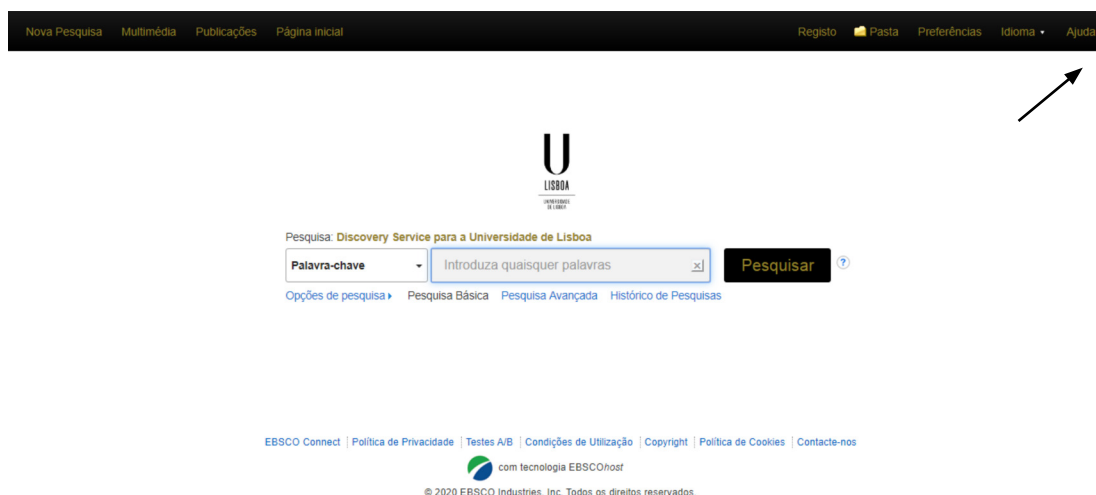 Nova Pesquisa Multimédia Publicações Página inicial Registo Pasta Preferências Idioma Ajuda
U
LISBOA
UNIVERSIDADE
DE LISBOA
Pesquisa: Discovery Service para a Universidade de Lisboa
Palavra-chave Introduza quaisquer palavras x Pesquisar ?
Opções de pesquisa Pesquisa Básica Pesquisa Avançada Histórico de Pesquisas
EBSCO Connect Política de Privacidade Testes A/B Condições de Utilização Copyright Política de Cookies Contacte-nos
com tecnologia EBSCOhost
© 2020 EBSCO Industries, Inc. Todos os direitos reservados.